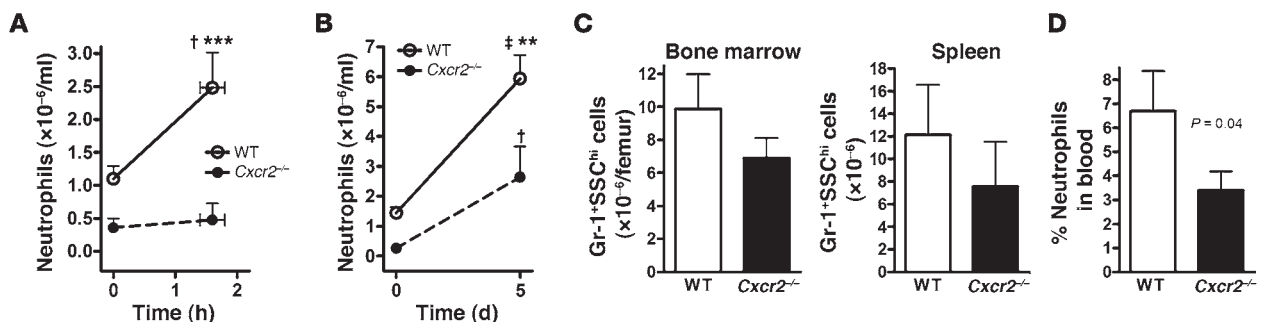 A
Neutrophils (×10⁻⁶/ml)
3.0
2.5
2.0
1.5
1.0
0.5
0.0
† ***
WT
Cxcr2⁻/⁻
0
1
2
Time (h)
B
Neutrophils (×10⁻⁶/ml)
7
6
5
4
3
2
1
0
WT
Cxcr2⁻/⁻
‡ **
†
0
5
Time (d)
C
Bone marrow
Gr-1⁺SSCʰⁱ cells
(×10⁻⁶/femur)
12
10
8
6
4
2
0
WT
Cxcr2⁻/⁻
Spleen
Gr-1⁺SSCʰⁱ cells
(×10⁻⁶)
18
16
14
12
10
8
6
4
2
0
WT
Cxcr2⁻/⁻
D
% Neutrophils
in blood
8
7
6
5
4
3
2
1
0
P = 0.04
WT
Cxcr2⁻/⁻